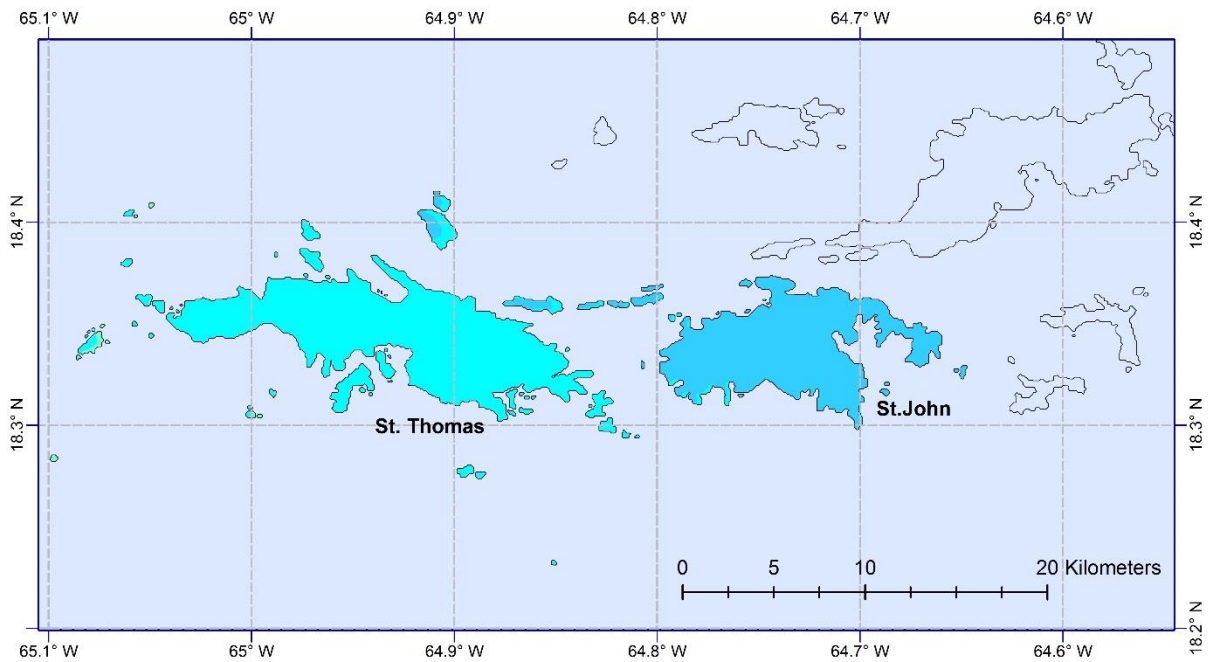 65.1° W 65° W 64.9° W 64.8° W 64.7° W 64.6° W
18.4° N 18.4° N
18.3° N 18.3° N
St. Thomas
St.John
0 5 10 20 Kilometers
18.2° N
65.1° W 65° W 64.9° W 64.8° W 64.7° W 64.6° W